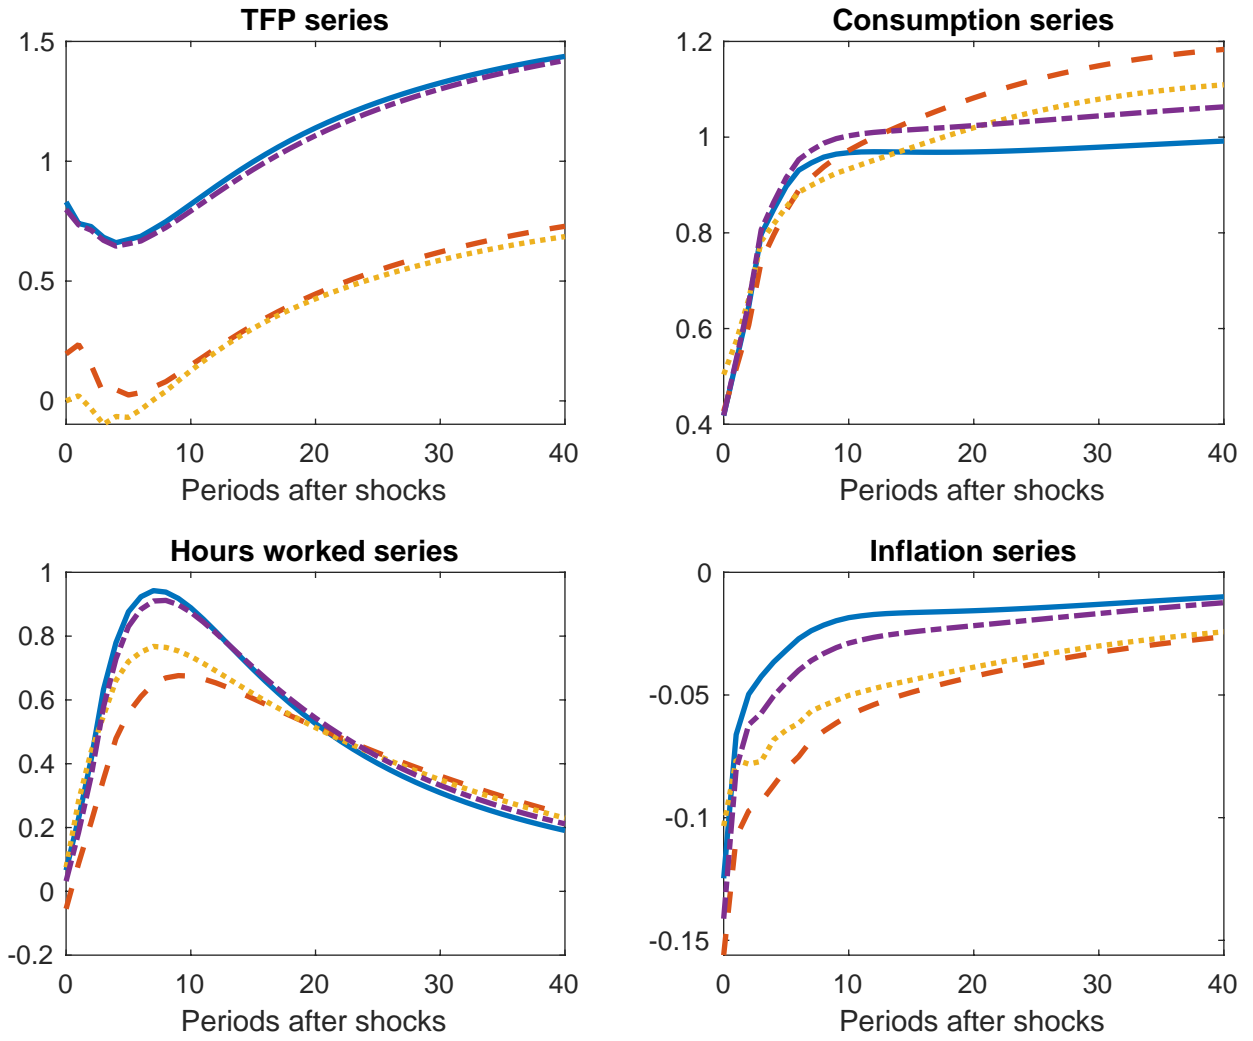 TFP series
1.5
1
0.5
0
0 10 20 30 40
Periods after shocks
Consumption series
1.2
1
0.8
0.6
0.4
0 10 20 30 40
Periods after shocks
Hours worked series
1
0.8
0.6
0.4
0.2
0
-0.2
0 10 20 30 40
Periods after shocks
Inflation series
0
-0.05
-0.1
-0.15
0 10 20 30 40
Periods after shocks